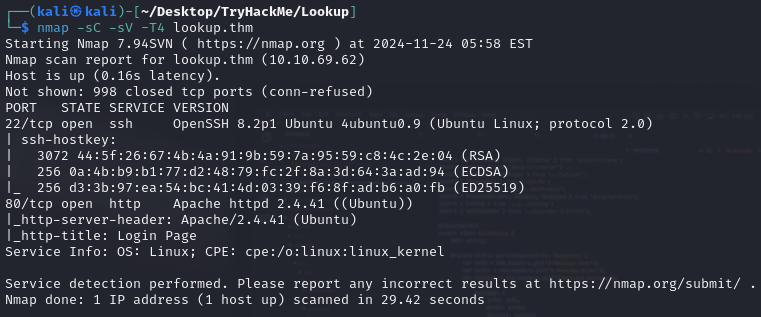 ┌──(kali㉿kali)-[~/Desktop/TryHackMe/Lookup]
└─$ nmap -sC -sV -T4 lookup.thm
Starting Nmap 7.94SVN ( https://nmap.org ) at 2024-11-24 05:58 EST
Nmap scan report for lookup.thm (10.10.69.62)
Host is up (0.16s latency).
Not shown: 998 closed tcp ports (conn-refused)
PORT   STATE SERVICE VERSION
22/tcp open  ssh     OpenSSH 8.2p1 Ubuntu 4ubuntu0.9 (Ubuntu Linux; protocol 2.0)
| ssh-hostkey:
|   3072 44:5f:26:67:4b:4a:91:9b:59:7a:95:59:c8:4c:2e:04 (RSA)
|   256 0a:4b:b9:b1:77:d2:48:79:fc:2f:8a:3d:64:3a:ad:94 (ECDSA)
|_  256 d3:3b:97:ea:54:bc:41:4d:03:39:f6:8f:ad:b6:a0:fb (ED25519)
80/tcp open  http    Apache httpd 2.4.41 ((Ubuntu))
|_http-server-header: Apache/2.4.41 (Ubuntu)
|_http-title: Login Page
Service Info: OS: Linux; CPE: cpe:/o:linux:linux_kernel

Service detection performed. Please report any incorrect results at https://nmap.org/submit/ .
Nmap done: 1 IP address (1 host up) scanned in 29.42 seconds